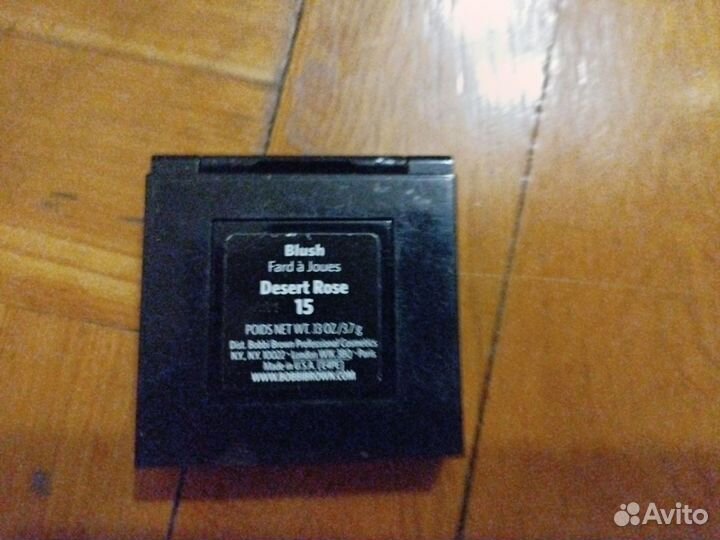 Blush
Fard à Joues
Desert Rose
15
POIDS NET WT. .13 OZ/3.7 g
Dist. Bobbi Brown Professional Cosmetics
N.Y., N.Y. 10022 - London W1K 3BQ - Paris
Made in U.S.A. [E4PE]
WWW.BOBBIBROWN.COM
Avito